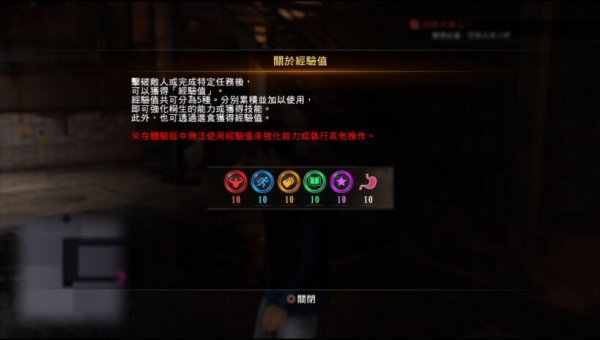 關於經驗值
擊破敵人或完成特定任務後,
可以獲得「經驗值」。
經驗值共可分為5種。分別累積並加以使用,
即可強化桐生的能力或獲得技能。
此外,也可透過進食獲得經驗值。
※在體驗版中無法使用經驗值來強化能力或執行其他操作。
10 10 10 10 10 10
關閉